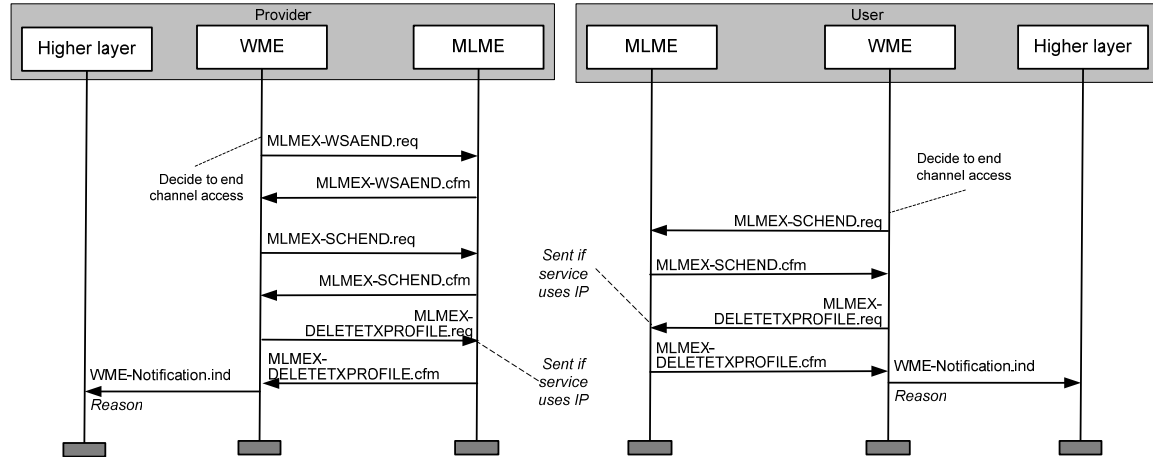 Provider
Higher layer
WME
MLME
MLMEX-WSAEND.req
Decide to end
channel access
MLMEX-WSAEND.cfm
MLMEX-SCHEND.req
MLMEX-SCHEND.cfm
MLMEX-
DELETETXPROFILE.req
Sent if
service
uses IP
MLMEX-
DELETETXPROFILE.cfm
WME-Notification.ind
Reason
User
MLME
WME
Higher layer
Decide to end
channel access
MLMEX-SCHEND.req
Sent if
service
uses IP
MLMEX-SCHEND.cfm
MLMEX-
DELETETXPROFILE.req
MLMEX-
DELETETXPROFILE.cfm
WME-Notification.ind
Reason